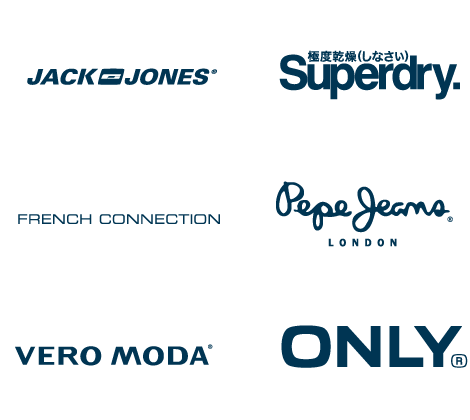 JACK JONES®
極度乾燥(しなさい)
Superdry.
FRENCH CONNECTION
Pepe Jeans®
LONDON
VERO MODA®
ONLY®